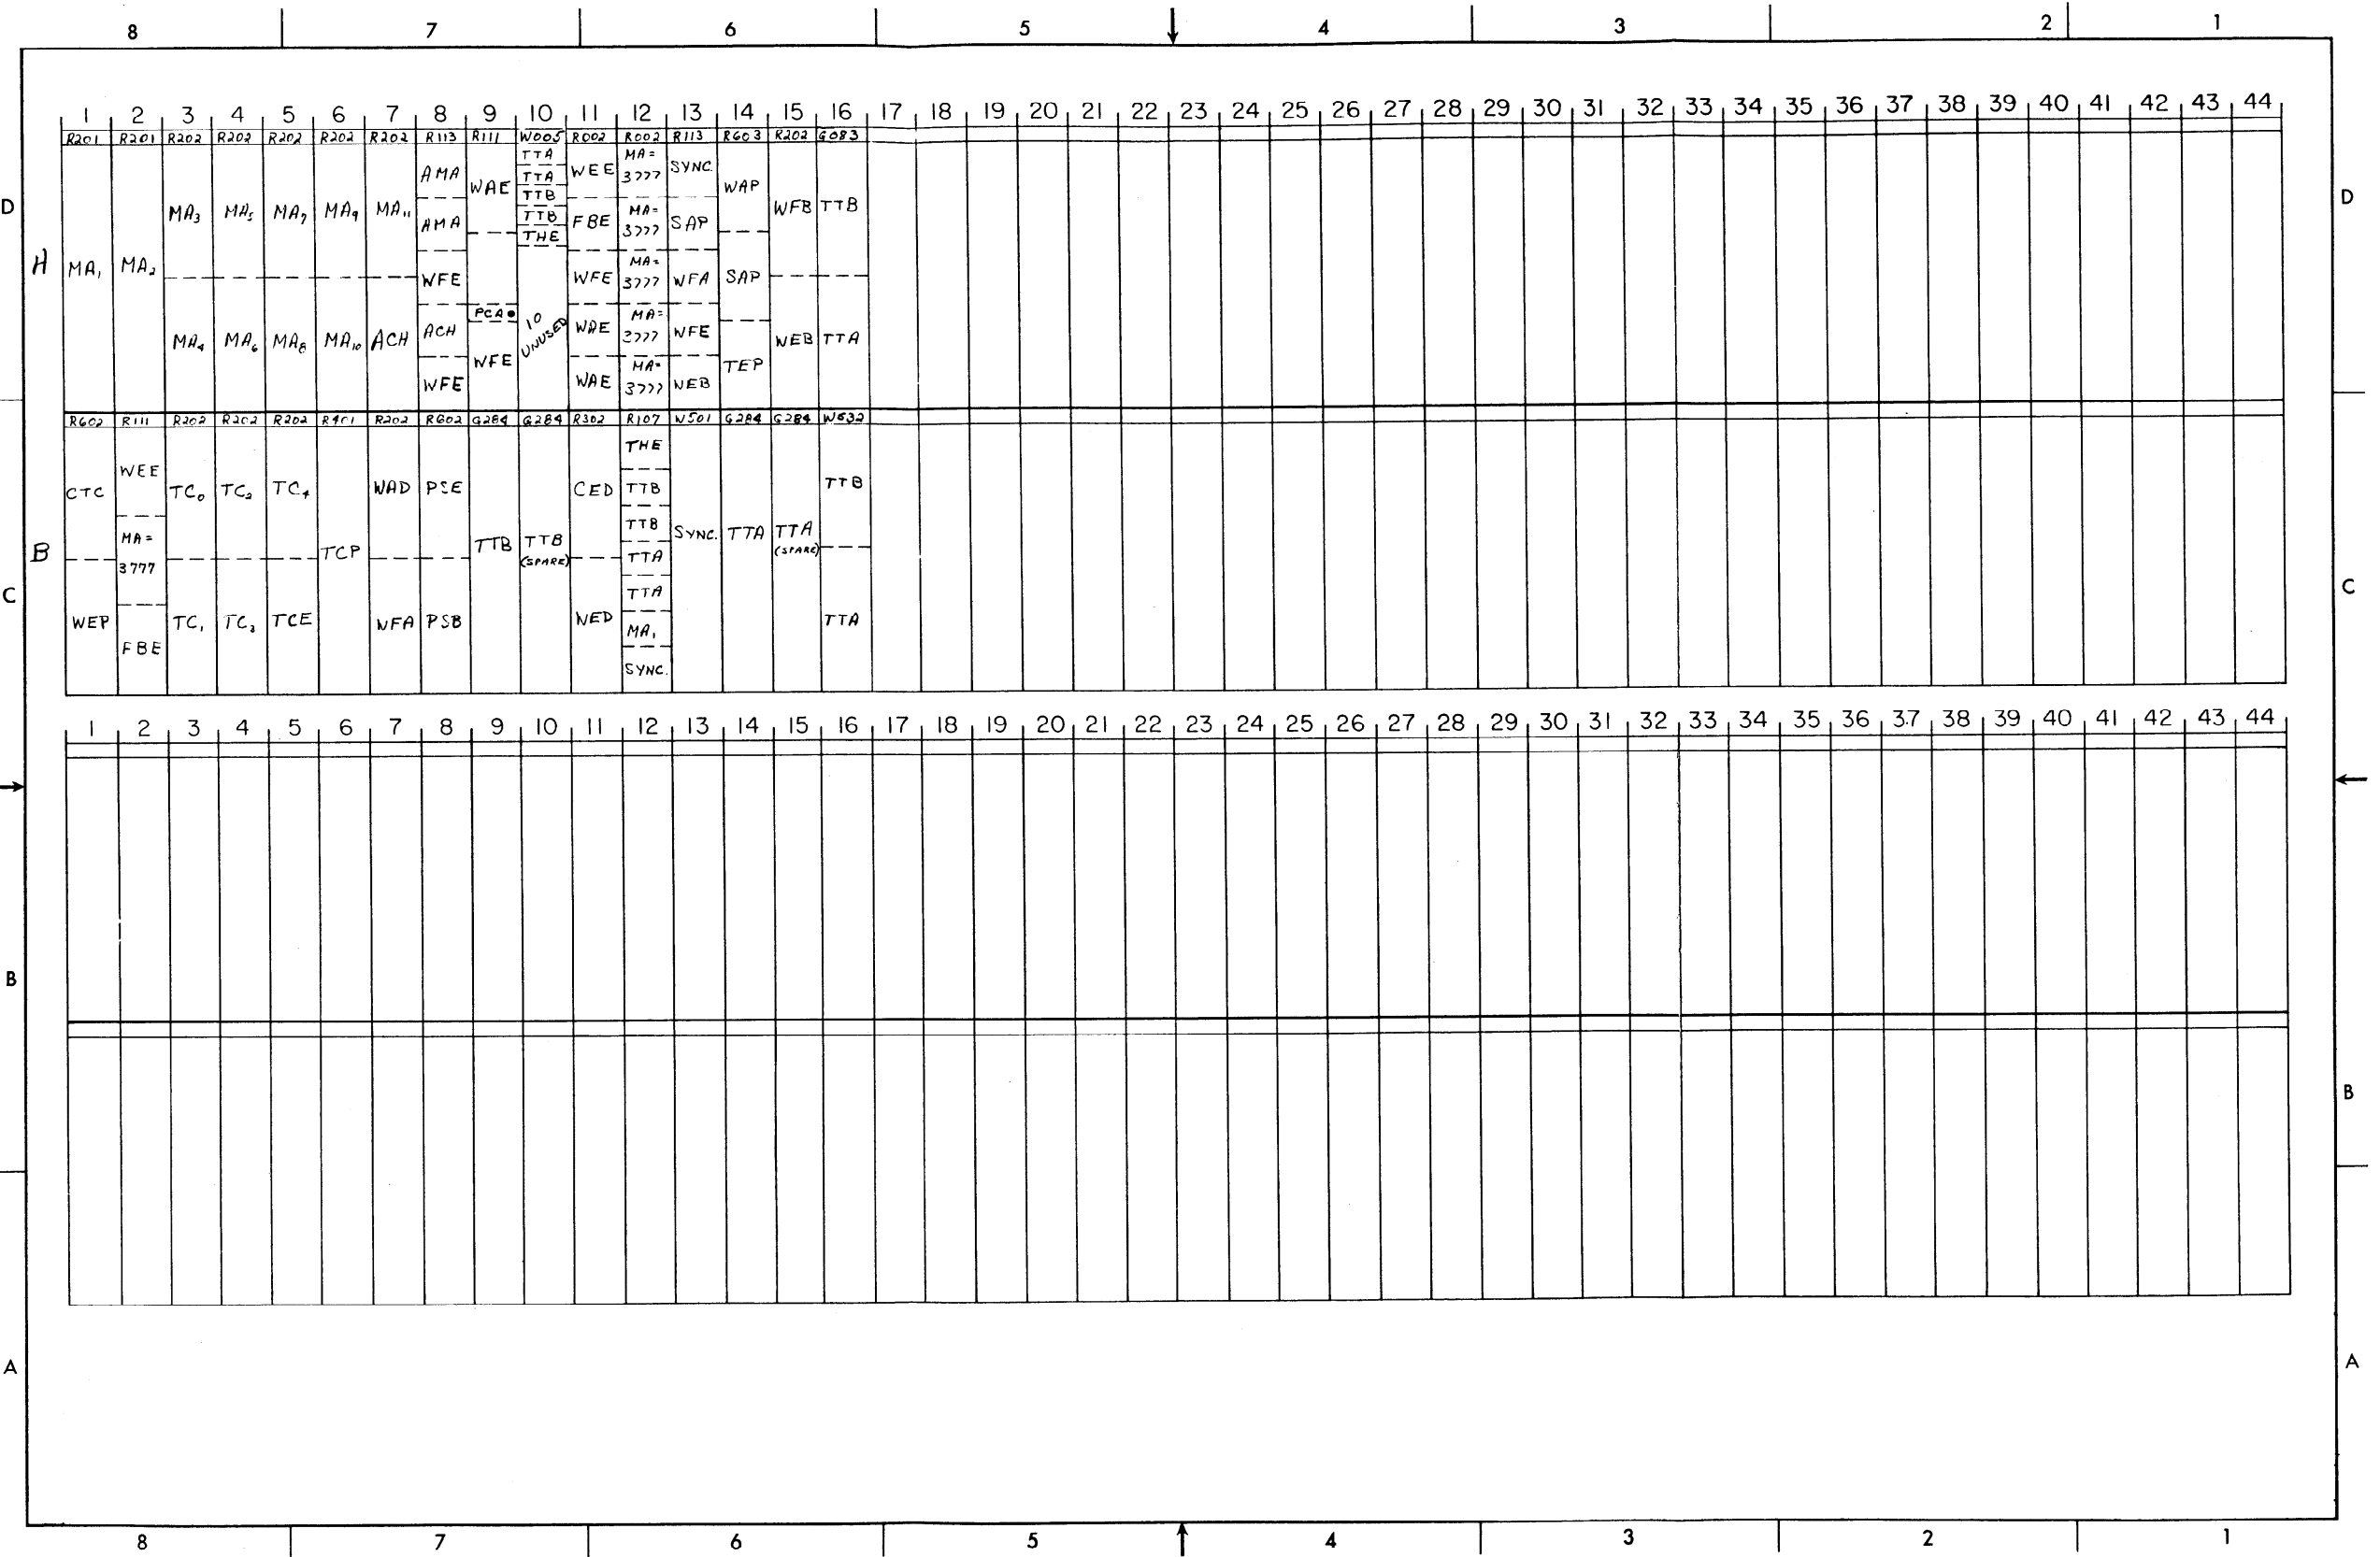 8 7 6 5 4 3 2 1
1 2 3 4 5 6 7 8 9 10 11 12 13 14 15 16 17 18 19 20 21 22 23 24 25 26 27 28 29 30 31 32 33 34 35 36 37 38 39 40 41 42 43 44
R201 R201 R202 R202 R202 R202 R202 R113 R111 W005 R002 R002 R113 R603 R202 G083
D
H
MA₁
MA₂
MA₃
MA₄
MA₅
MA₆
MA₇
MA₈
MA₉
MA₁₀
MA₁₁
ACH
AMA
AMA
WFE
ACH
WFE
WAE
PCA●
WFE
TTA
TTA
TTB
TTB
THE
10
UNUSED
WEE
FBE
WFE
WAE
WAE
MA=
3777
MA=
3777
MA=
3777
MA=
3777
MA=
3777
SYNC.
SAP
WFA
WFE
WEB
WAP
SAP
TEP
WFB
WEB
TTB
TTA
D
R602 R111 R202 R202 R202 R401 R202 R602 G284 G284 R302 R107 W501 G284 G284 W532
B
C
CTC
WEP
WEE
MA=
3777
FBE
TC₀
TC₁
TC₂
TC₃
TC₄
TCE
TCP
WAD
WFA
PSE
PSB
TTB
TTB
(SPARE)
CED
WED
THE
TTB
TTB
TTA
TTA
MA₁
SYNC.
SYNC.
TTA
TTA
(SPARE)
TTB
TTA
C
1 2 3 4 5 6 7 8 9 10 11 12 13 14 15 16 17 18 19 20 21 22 23 24 25 26 27 28 29 30 31 32 33 34 35 36 37 38 39 40 41 42 43 44
B
B
A
A
8 7 6 5 4 3 2 1